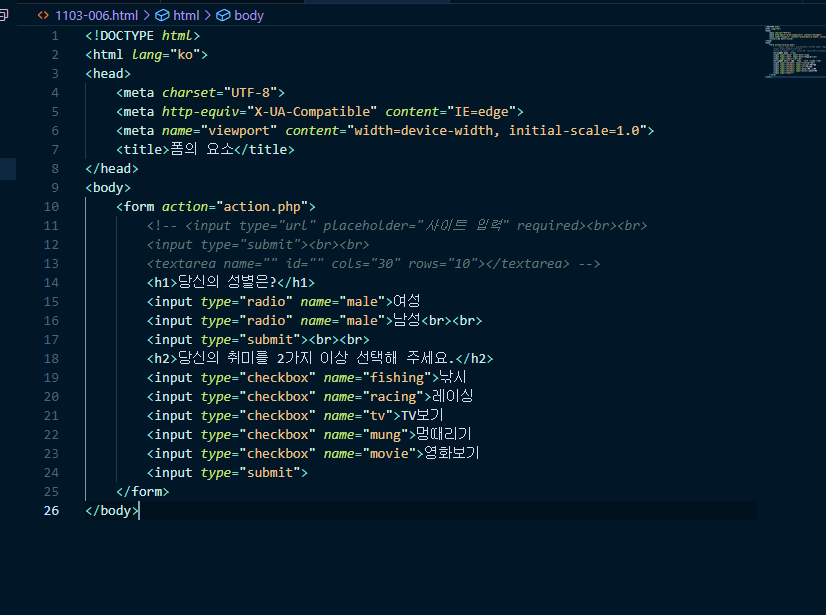 1103-006.html > html > body
1 <!DOCTYPE html>
2 <html lang="ko">
3 <head>
4 <meta charset="UTF-8">
5 <meta http-equiv="X-UA-Compatible" content="IE=edge">
6 <meta name="viewport" content="width=device-width, initial-scale=1.0">
7 <title>폼의 요소</title>
8 </head>
9 <body>
10 <form action="action.php">
11 <!-- <input type="url" placeholder="사이트 입력" required><br><br>
12 <input type="submit"><br><br>
13 <textarea name="" id="" cols="30" rows="10"></textarea> -->
14 <h1>당신의 성별은?</h1>
15 <input type="radio" name="male">여성
16 <input type="radio" name="male">남성<br><br>
17 <input type="submit"><br><br>
18 <h2>당신의 취미를 2가지 이상 선택해 주세요.</h2>
19 <input type="checkbox" name="fishing">낚시
20 <input type="checkbox" name="racing">레이싱
21 <input type="checkbox" name="tv">TV보기
22 <input type="checkbox" name="mung">멍때리기
23 <input type="checkbox" name="movie">영화보기
24 <input type="submit">
25 </form>
26 </body>